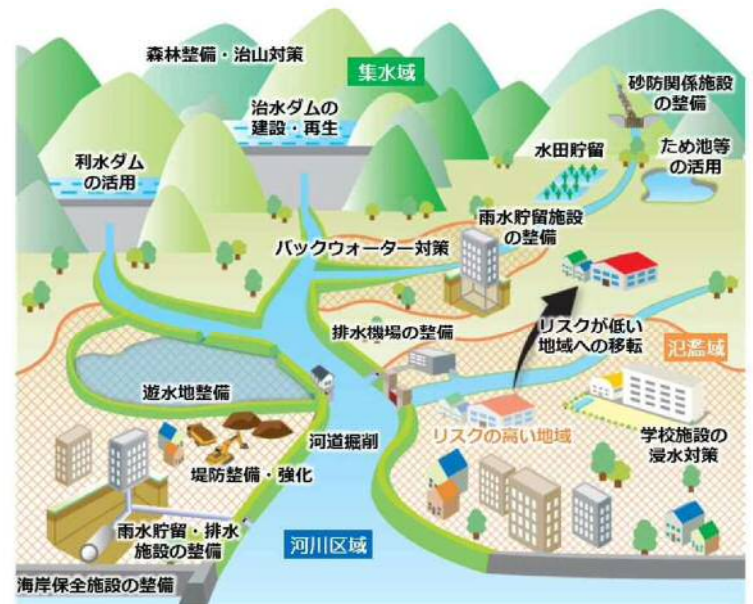 森林整備・治山対策
集水域
砂防関係施設
の整備
治水ダムの
建設・再生
水田貯留
ため池等
の活用
利水ダム
の活用
雨水貯留施設
の整備
バックウォーター対策
排水機場の整備
リスクが低い
地域への移転
氾濫域
遊水地整備
河道掘削
リスクの高い地域
学校施設の
浸水対策
堤防整備・強化
雨水貯留・排水
施設の整備
河川区域
海岸保全施設の整備